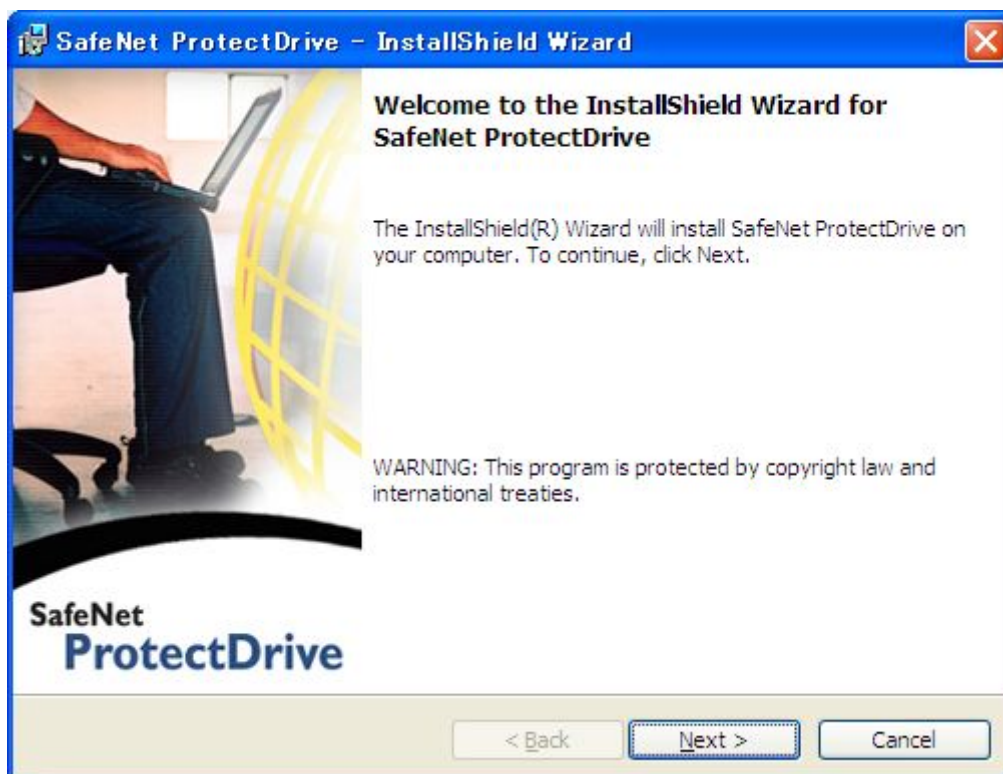 SafeNet ProtectDrive - InstallShield Wizard
Welcome to the InstallShield Wizard for
SafeNet ProtectDrive
The InstallShield(R) Wizard will install SafeNet ProtectDrive on
your computer. To continue, click Next.
WARNING: This program is protected by copyright law and
international treaties.
SafeNet
ProtectDrive
< Back
Next >
Cancel